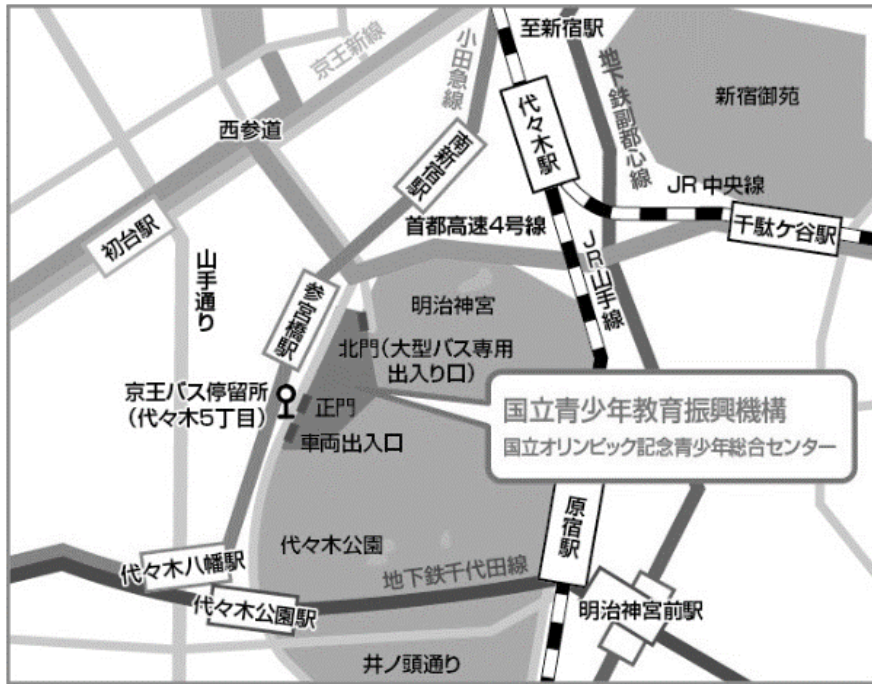 至新宿駅
京王新線
小田急線
地下鉄副都心線
新宿御苑
代々木駅
西参道
南新宿駅
JR中央線
首都高速4号線
千駄ケ谷駅
初台駅
山手通り
JR山手線
参宮橋駅
明治神宮
北門(大型バス専用
出入り口)
京王バス停留所
(代々木5丁目)
正門
車両出入口
国立青少年教育振興機構
国立オリンピック記念青少年総合センター
原宿駅
代々木公園
代々木八幡駅
地下鉄千代田線
代々木公園駅
明治神宮前駅
井ノ頭通り